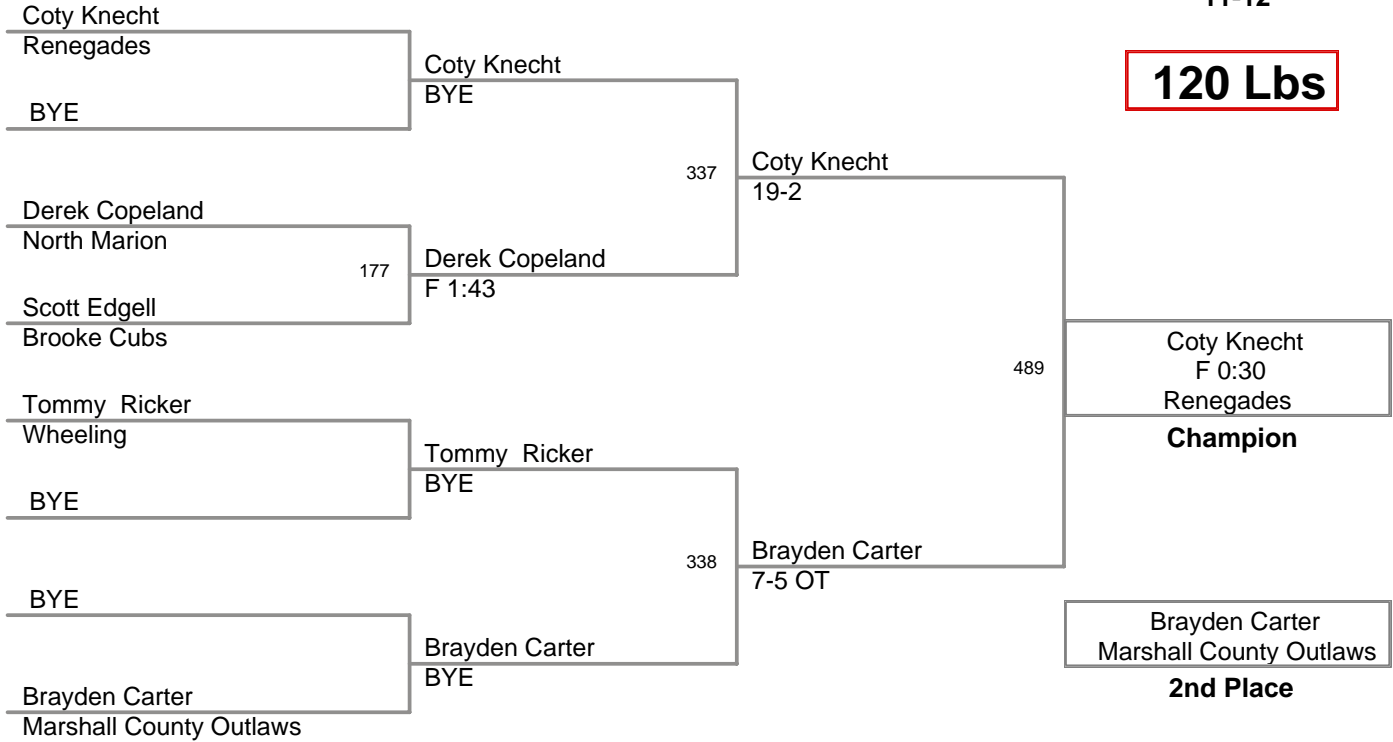 11-12
120 Lbs
Coty Knecht
Renegades
BYE
Derek Copeland
North Marion
Scott Edgell
Brooke Cubs
Tommy  Ricker
Wheeling
BYE
BYE
Brayden Carter
Marshall County Outlaws
177
Coty Knecht
BYE
Derek Copeland
F 1:43
Tommy  Ricker
BYE
Brayden Carter
BYE
337
338
Coty Knecht
19-2
Brayden Carter
7-5 OT
489
Coty Knecht
F 0:30
Renegades
Champion
Brayden Carter
Marshall County Outlaws
2nd Place